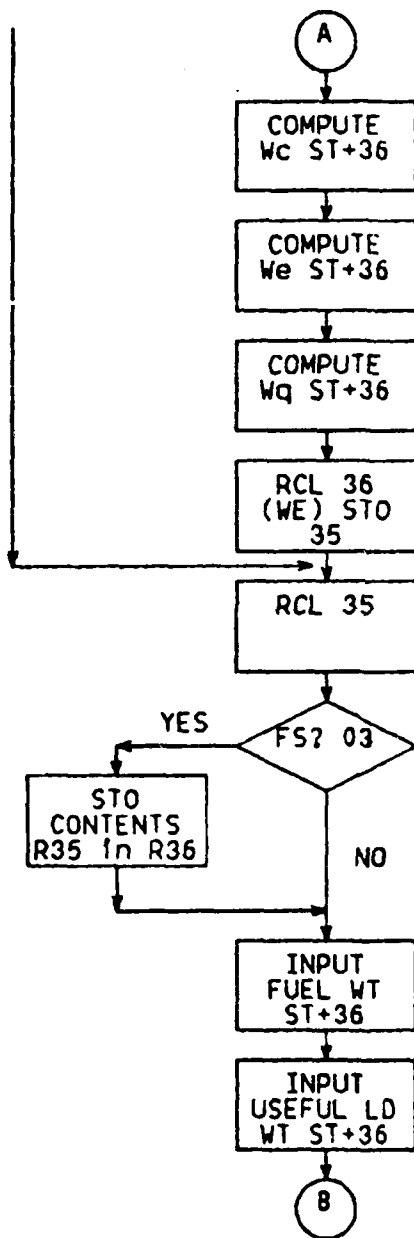 A
COMPUTE
Wc ST+36
COMPUTE
We ST+36
COMPUTE
Wq ST+36
RCL 36
(WE) STO
35
RCL 35
FS? 03
YES
STO
CONTENTS
R35 in R36
NO
INPUT
FUEL WT
ST+36
INPUT
USEFUL LD
WT ST+36
B